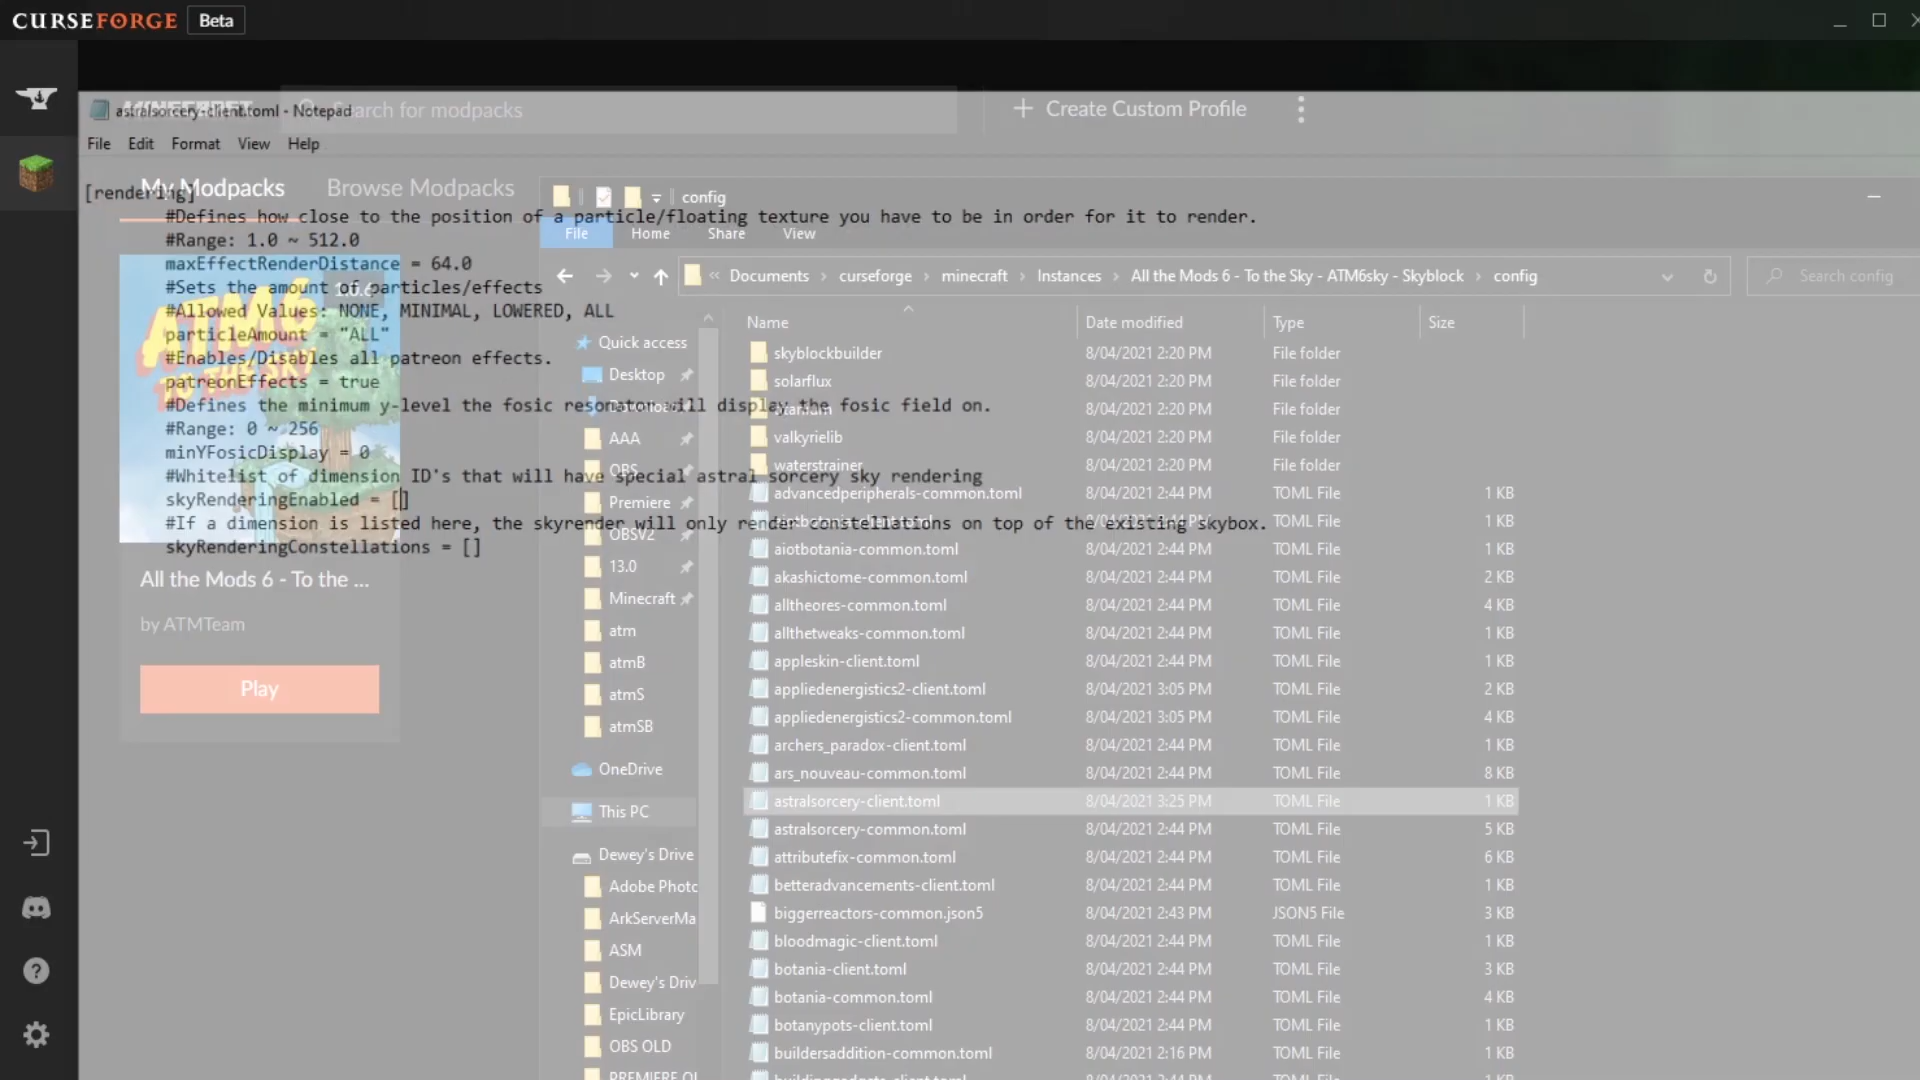 CURSEFORGE Beta
astralsorcery-client.toml - Notepad
Search for modpacks
Create Custom Profile
File Edit Format View Help
My Modpacks
Browse Modpacks
config
File Home Share View
« Documents › curseforge › minecraft › Instances › All the Mods 6 - To the Sky - ATM6sky - Skyblock › config
Search config
[rendering]
#Defines how close to the position of a particle/floating texture you have to be in order for it to render.
#Range: 1.0 ~ 512.0
maxEffectRenderDistance = 64.0
#Sets the amount of particles/effects
#Allowed Values: NONE, MINIMAL, LOWERED, ALL
particleAmount = "ALL"
#Enables/Disables all patreon effects.
patreonEffects = true
#Defines the minimum y-level the fosic resonator will display the fosic field on.
#Range: 0 ~ 256
minYFosicDisplay = 0
#Whitelist of dimension ID's that will have special astral sorcery sky rendering
skyRenderingEnabled = []
#If a dimension is listed here, the skyrender will only render constellations on top of the existing skybox.
skyRenderingConstellations = []
ATM6
TO THE SKY
All the Mods 6 - To the ...
by ATMTeam
Play
Quick access
Desktop
Downloads
AAA
OBS
Premiere
OBSV2
13.0
Minecraft
atm
atmB
atmS
atmSB
OneDrive
This PC
Dewey's Drive
Adobe Photo
ArkServerMa
ASM
Dewey's Driv
EpicLibrary
OBS OLD
Name Date modified Type Size
skyblockbuilder 8/04/2021 2:20 PM File folder
solarflux 8/04/2021 2:20 PM File folder
titanium 8/04/2021 2:20 PM File folder
valkyrielib 8/04/2021 2:20 PM File folder
waterstrainer 8/04/2021 2:20 PM File folder
advancedperipherals-common.toml 8/04/2021 2:44 PM TOML File 1 KB
aiotbotania-client.toml 8/04/2021 2:44 PM TOML File 1 KB
aiotbotania-common.toml 8/04/2021 2:44 PM TOML File 1 KB
akashictome-common.toml 8/04/2021 2:44 PM TOML File 2 KB
alltheores-common.toml 8/04/2021 2:44 PM TOML File 4 KB
allthetweaks-common.toml 8/04/2021 2:44 PM TOML File 1 KB
appleskin-client.toml 8/04/2021 2:44 PM TOML File 1 KB
appliedenergistics2-client.toml 8/04/2021 3:05 PM TOML File 2 KB
appliedenergistics2-common.toml 8/04/2021 3:05 PM TOML File 4 KB
archers_paradox-client.toml 8/04/2021 2:44 PM TOML File 1 KB
ars_nouveau-common.toml 8/04/2021 2:44 PM TOML File 8 KB
astralsorcery-client.toml 8/04/2021 3:25 PM TOML File 1 KB
astralsorcery-common.toml 8/04/2021 2:44 PM TOML File 5 KB
attributefix-common.toml 8/04/2021 2:44 PM TOML File 6 KB
betteradvancements-client.toml 8/04/2021 2:44 PM TOML File 1 KB
biggerreactors-common.json5 8/04/2021 2:43 PM JSON5 File 3 KB
bloodmagic-client.toml 8/04/2021 2:44 PM TOML File 1 KB
botania-client.toml 8/04/2021 2:44 PM TOML File 3 KB
botania-common.toml 8/04/2021 2:44 PM TOML File 4 KB
botanypots-client.toml 8/04/2021 2:44 PM TOML File 1 KB
buildersaddition-common.toml 8/04/2021 2:16 PM TOML File 1 KB